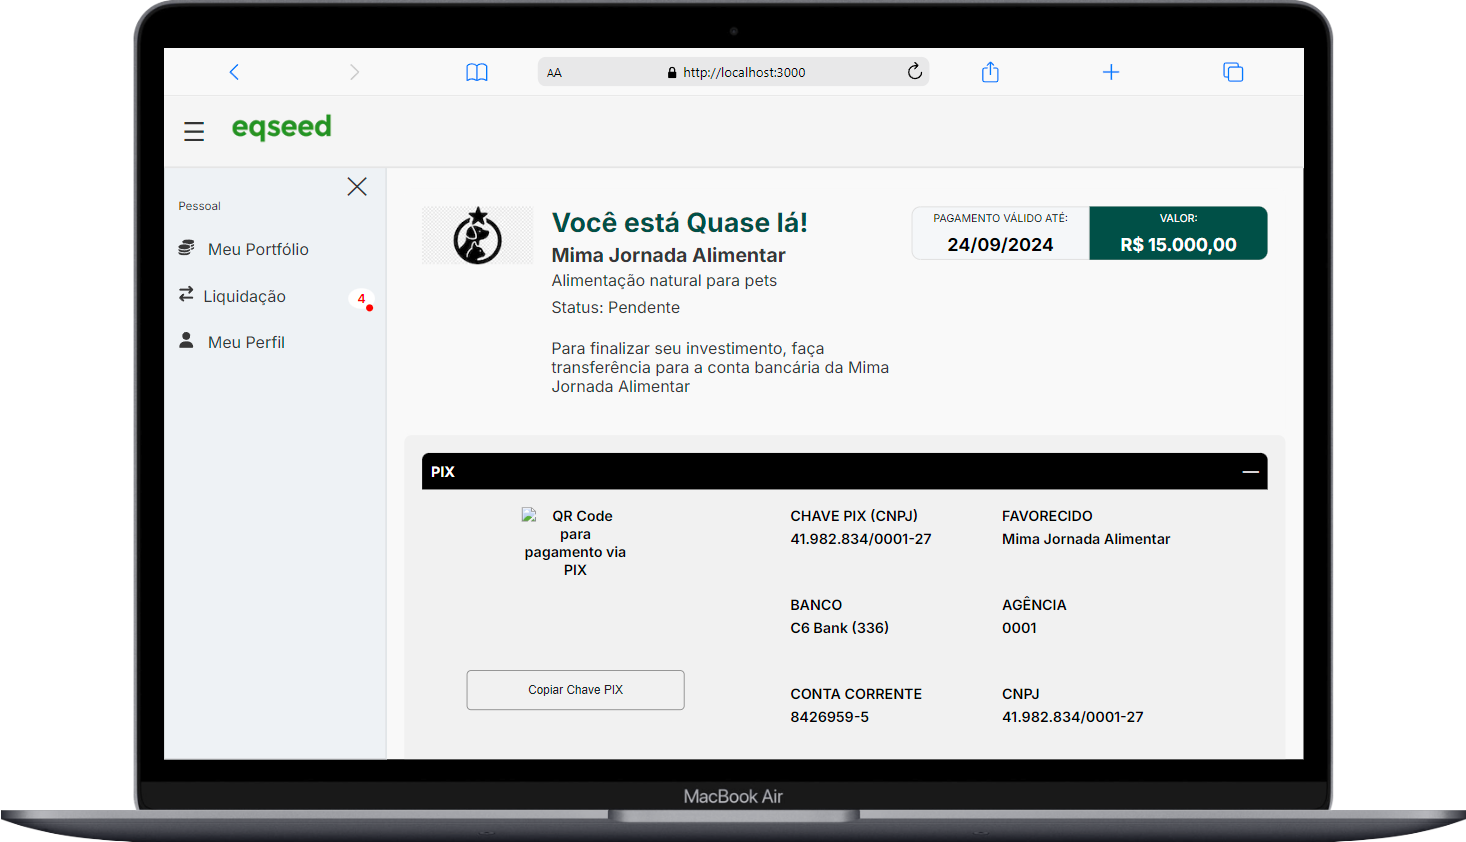 AA
http://localhost:3000
eqseed
Pessoal
Meu Portfólio
Liquidação
4
Meu Perfil
Você está Quase lá!
Mima Jornada Alimentar
Alimentação natural para pets
Status: Pendente
Para finalizar seu investimento, faça
transferência para a conta bancária da Mima
Jornada Alimentar
PAGAMENTO VÁLIDO ATÉ:
24/09/2024
VALOR:
R$ 15.000,00
PIX
QR Code
para
pagamento via
PIX
Copiar Chave PIX
CHAVE PIX (CNPJ)
41.982.834/0001-27
FAVORECIDO
Mima Jornada Alimentar
BANCO
C6 Bank (336)
AGÊNCIA
0001
CONTA CORRENTE
8426959-5
CNPJ
41.982.834/0001-27
MacBook Air